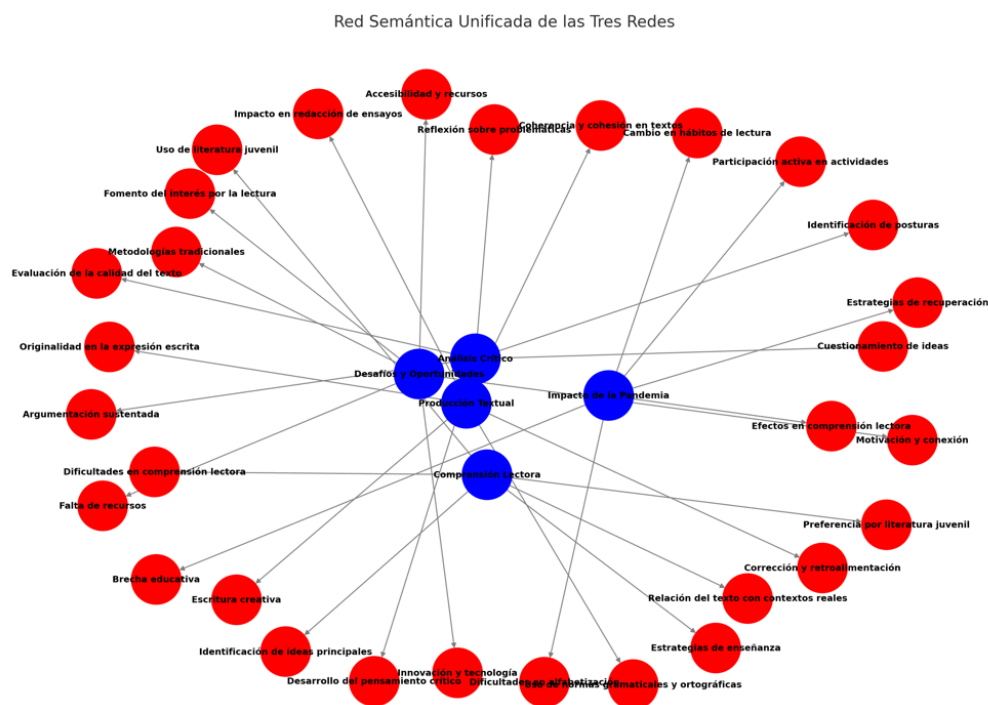 Red Semántica Unificada de las Tres Redes
Accesibilidad y recursos
Impacto en redacción de ensayos
Reflexión sobre problemáticas
Coherencia y cohesión en textos
Cambio en hábitos de lectura
Uso de literatura juvenil
Participación activa en actividades
Fomento del interés por la lectura
Identificación de posturas
Metodologías tradicionales
Evaluación de la calidad del texto
Estrategias de recuperación
Originalidad en la expresión escrita
Cuestionamiento de ideas
Análisis Crítico
Desafíos y Oportunidades
Impacto de la Pandemia
Producción Textual
Argumentación sustentada
Efectos en comprensión lectora
Motivación y conexión
Dificultades en comprensión lectora
Comprensión Lectora
Falta de recursos
Preferencia por literatura juvenil
Corrección y retroalimentación
Brecha educativa
Escritura creativa
Relación del texto con contextos reales
Identificación de ideas principales
Estrategias de enseñanza
Innovación y tecnología
Desarrollo del pensamiento crítico
Dificultades en alfabetización
Uso de normas gramaticales y ortográficas